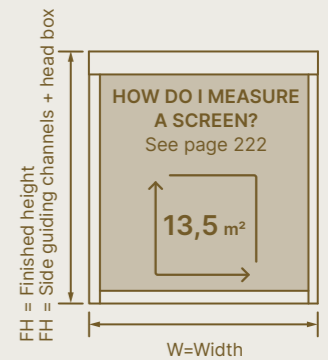 HOW DO I MEASURE
A SCREEN?
See page 222
13,5 m²
FH = Finished height
FH = Side guiding channels + head box
W=Width